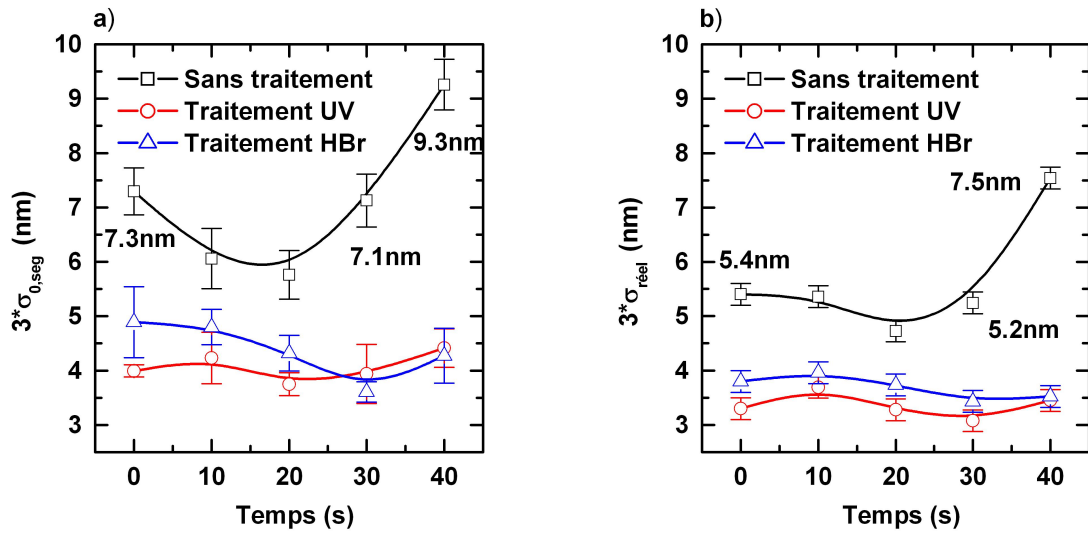 a)
10
9
8
7
6
5
4
3
3*σ0,seg (nm)
Sans traitement
Traitement UV
Traitement HBr
7.3nm
9.3nm
7.1nm
0 10 20 30 40
Temps (s)
b)
10
9
8
7
6
5
4
3
3*σréel (nm)
Sans traitement
Traitement UV
Traitement HBr
5.4nm
7.5nm
5.2nm
0 10 20 30 40
Temps (s)